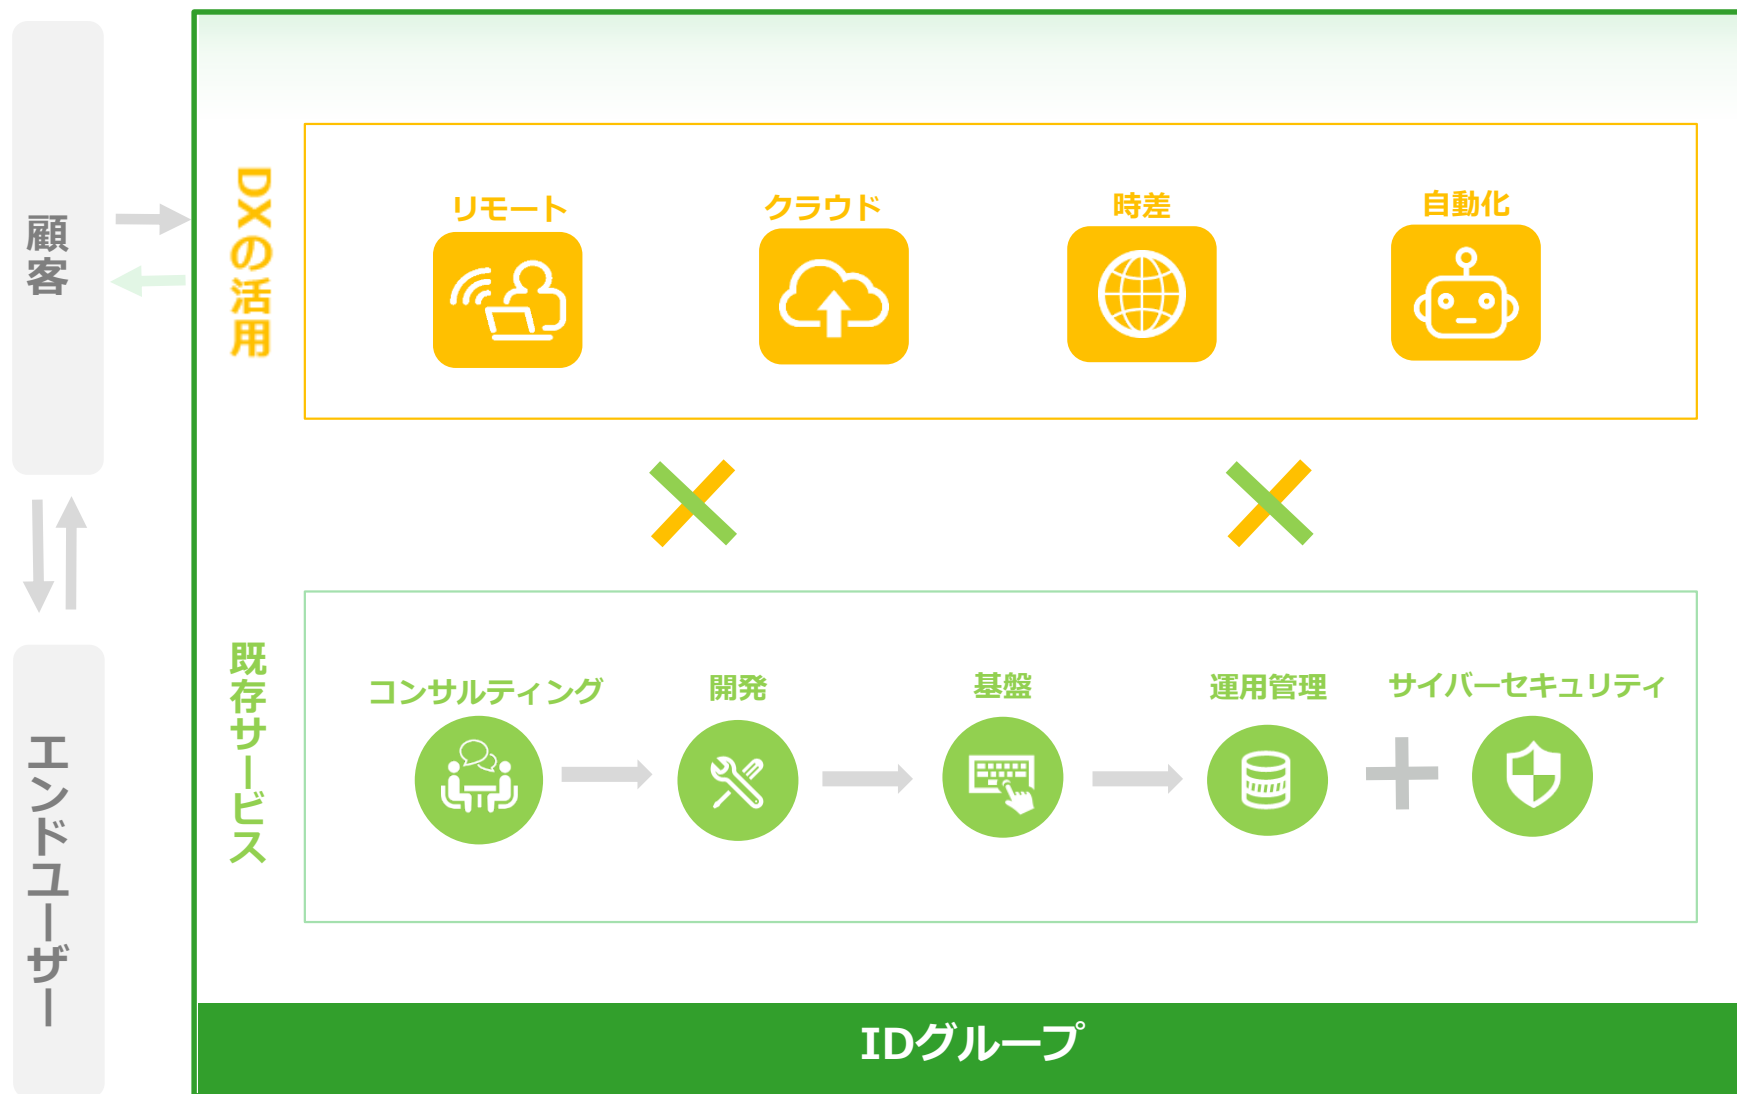 顧客
エンドユーザー
DXの活用
リモート
クラウド
時差
自動化
既存サービス
コンサルティング
開発
基盤
運用管理
サイバーセキュリティ
IDグループ